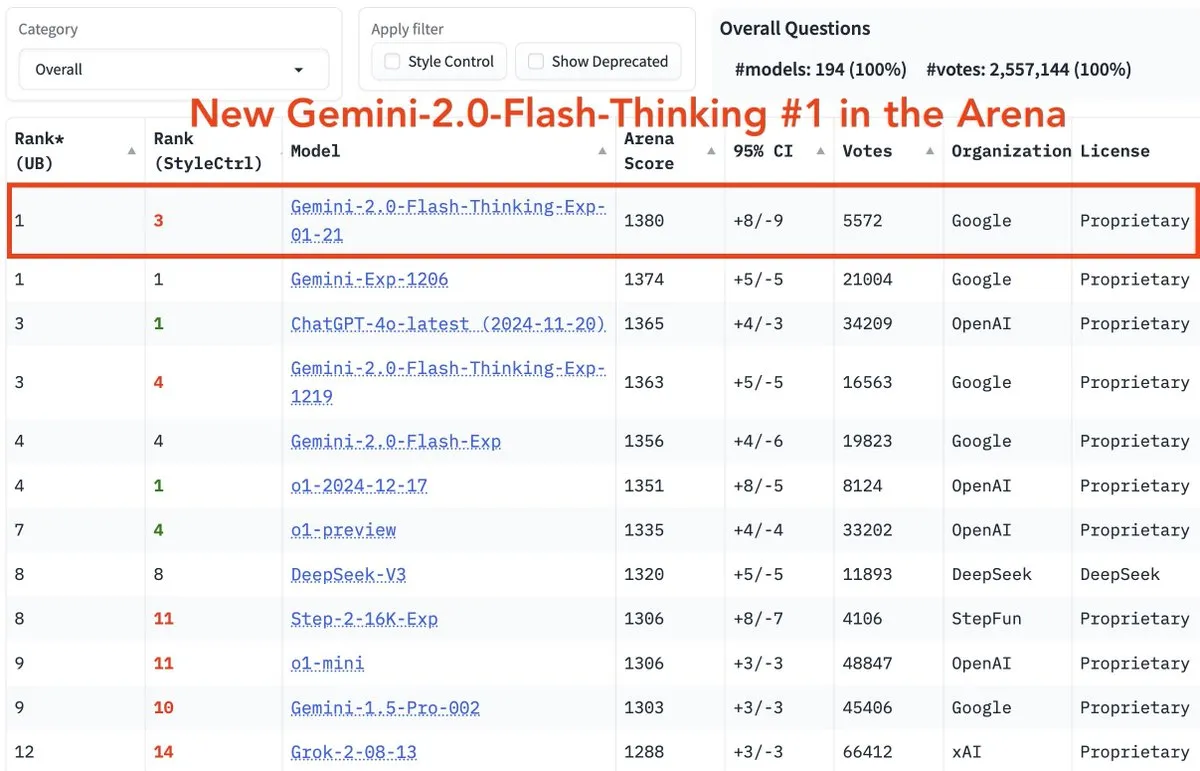 Category
Overall
Apply filter
Style Control
Show Deprecated
Overall Questions
#models: 194 (100%) #votes: 2,557,144 (100%)
New Gemini-2.0-Flash-Thinking #1 in the Arena
Rank* (UB) Rank (StyleCtrl) Model Arena Score 95% CI Votes Organization License
1 3 Gemini-2.0-Flash-Thinking-Exp-01-21 1380 +8/-9 5572 Google Proprietary
1 1 Gemini-Exp-1206 1374 +5/-5 21004 Google Proprietary
3 1 ChatGPT-4o-latest (2024-11-20) 1365 +4/-3 34209 OpenAI Proprietary
3 4 Gemini-2.0-Flash-Thinking-Exp-1219 1363 +5/-5 16563 Google Proprietary
4 4 Gemini-2.0-Flash-Exp 1356 +4/-6 19823 Google Proprietary
4 1 o1-2024-12-17 1351 +8/-5 8124 OpenAI Proprietary
7 4 o1-preview 1335 +4/-4 33202 OpenAI Proprietary
8 8 DeepSeek-V3 1320 +5/-5 11893 DeepSeek DeepSeek
8 11 Step-2-16K-Exp 1306 +8/-7 4106 StepFun Proprietary
9 11 o1-mini 1306 +3/-3 48847 OpenAI Proprietary
9 10 Gemini-1.5-Pro-002 1303 +3/-3 45406 Google Proprietary
12 14 Grok-2-08-13 1288 +3/-3 66412 xAI Proprietary